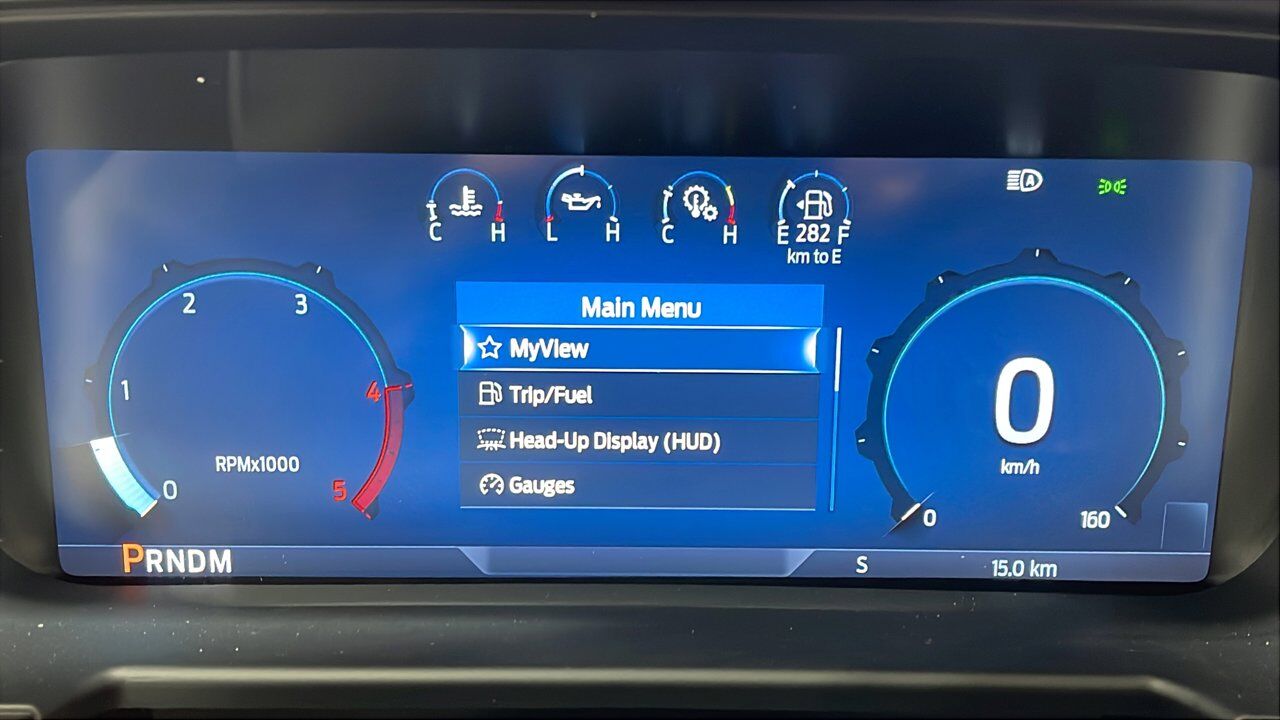 A
C H
L H
C H
E 282 F
km to E
Main Menu
MyView
Trip/Fuel
Head-Up Display (HUD)
Gauges
0
1
2
3
4
5
RPMx1000
0
km/h
0
160
PRNDM
S
15.0 km